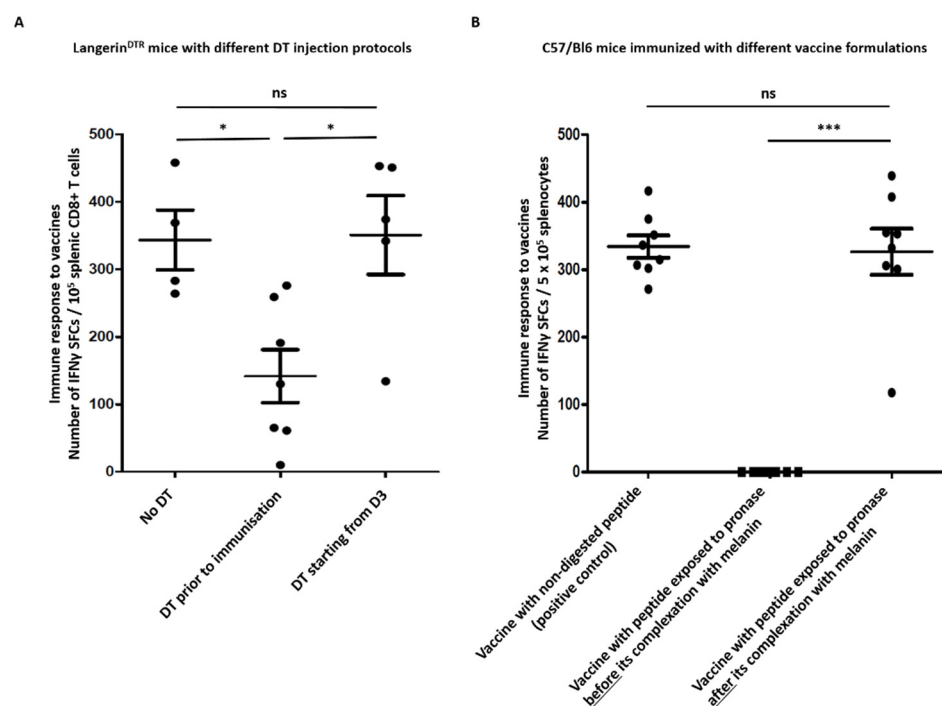 A
Langerin^DTR mice with different DT injection protocols
ns
* *
Immune response to vaccines
Number of IFNγ SFCs / 10^5 splenic CD8+ T cells
500
400
300
200
100
0
No DT
DT prior to immunisation
DT starting from D3
B
C57/Bl6 mice immunized with different vaccine formulations
ns
***
Immune response to vaccines
Number of IFNγ SFCs / 5 x 10^5 splenocytes
500
400
300
200
100
0
Vaccine with non-digested peptide
(positive control)
Vaccine with peptide exposed to pronase
before its complexation with melanin
Vaccine with peptide exposed to pronase
after its complexation with melanin